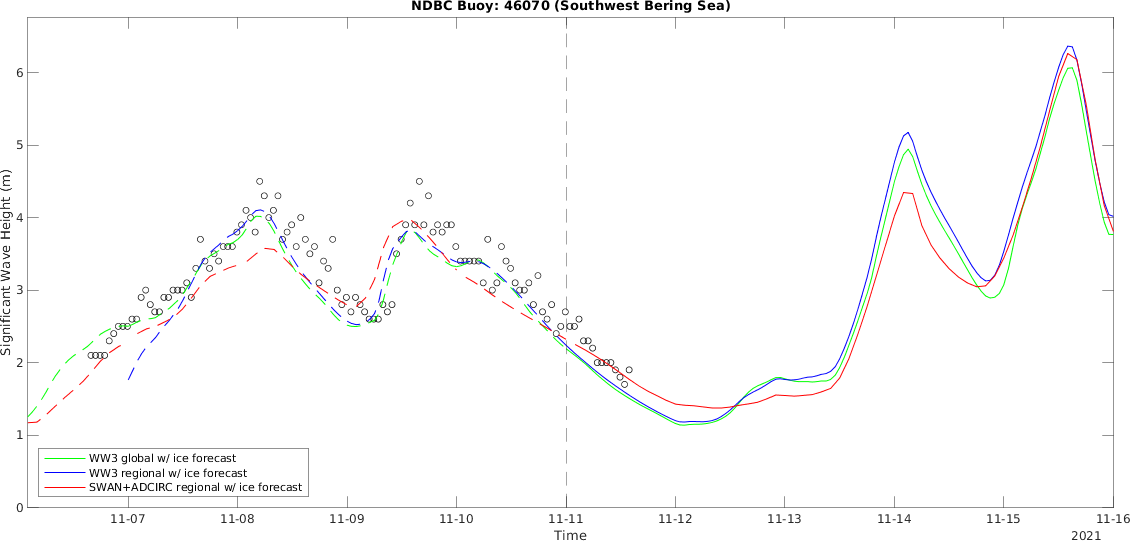 NDBC Buoy: 46070 (Southwest Bering Sea)
Significant Wave Height (m)
6
5
4
3
2
1
0
WW3 global w/ ice forecast
WW3 regional w/ ice forecast
SWAN+ADCIRC regional w/ ice forecast
11-07 11-08 11-09 11-10 11-11 11-12 11-13 11-14 11-15 11-16
Time
2021